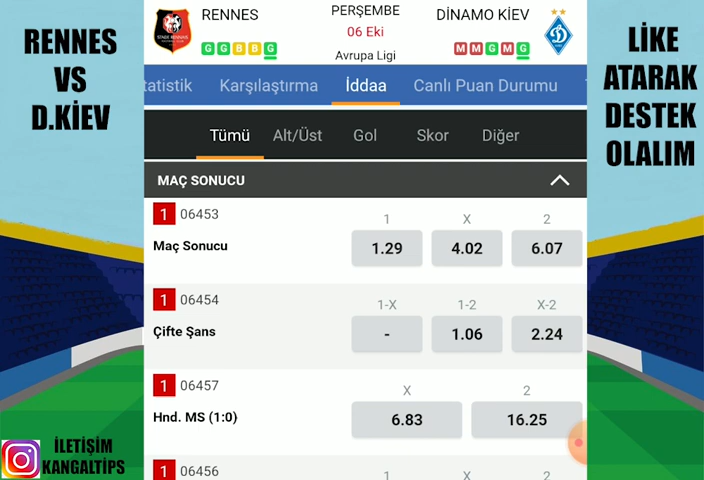 RENNES
VS
D.KİEV
RENNES
G G B B G
PERŞEMBE
06 Eki
Avrupa Ligi
DİNAMO KİEV
M M G M G
LİKE
ATARAK
DESTEK
OLALIM
tatistik Karşılaştırma İddaa Canlı Puan Durumu
Tümü Alt/Üst Gol Skor Diğer
MAÇ SONUCU
1 06453
1 X 2
Maç Sonucu 1.29 4.02 6.07
1 06454
1-X 1-2 X-2
Çifte Şans - 1.06 2.24
1 06457
X 2
Hnd. MS (1:0) 6.83 16.25
1 06456
1 X 2
İLETİŞİM
KANGALTİPS